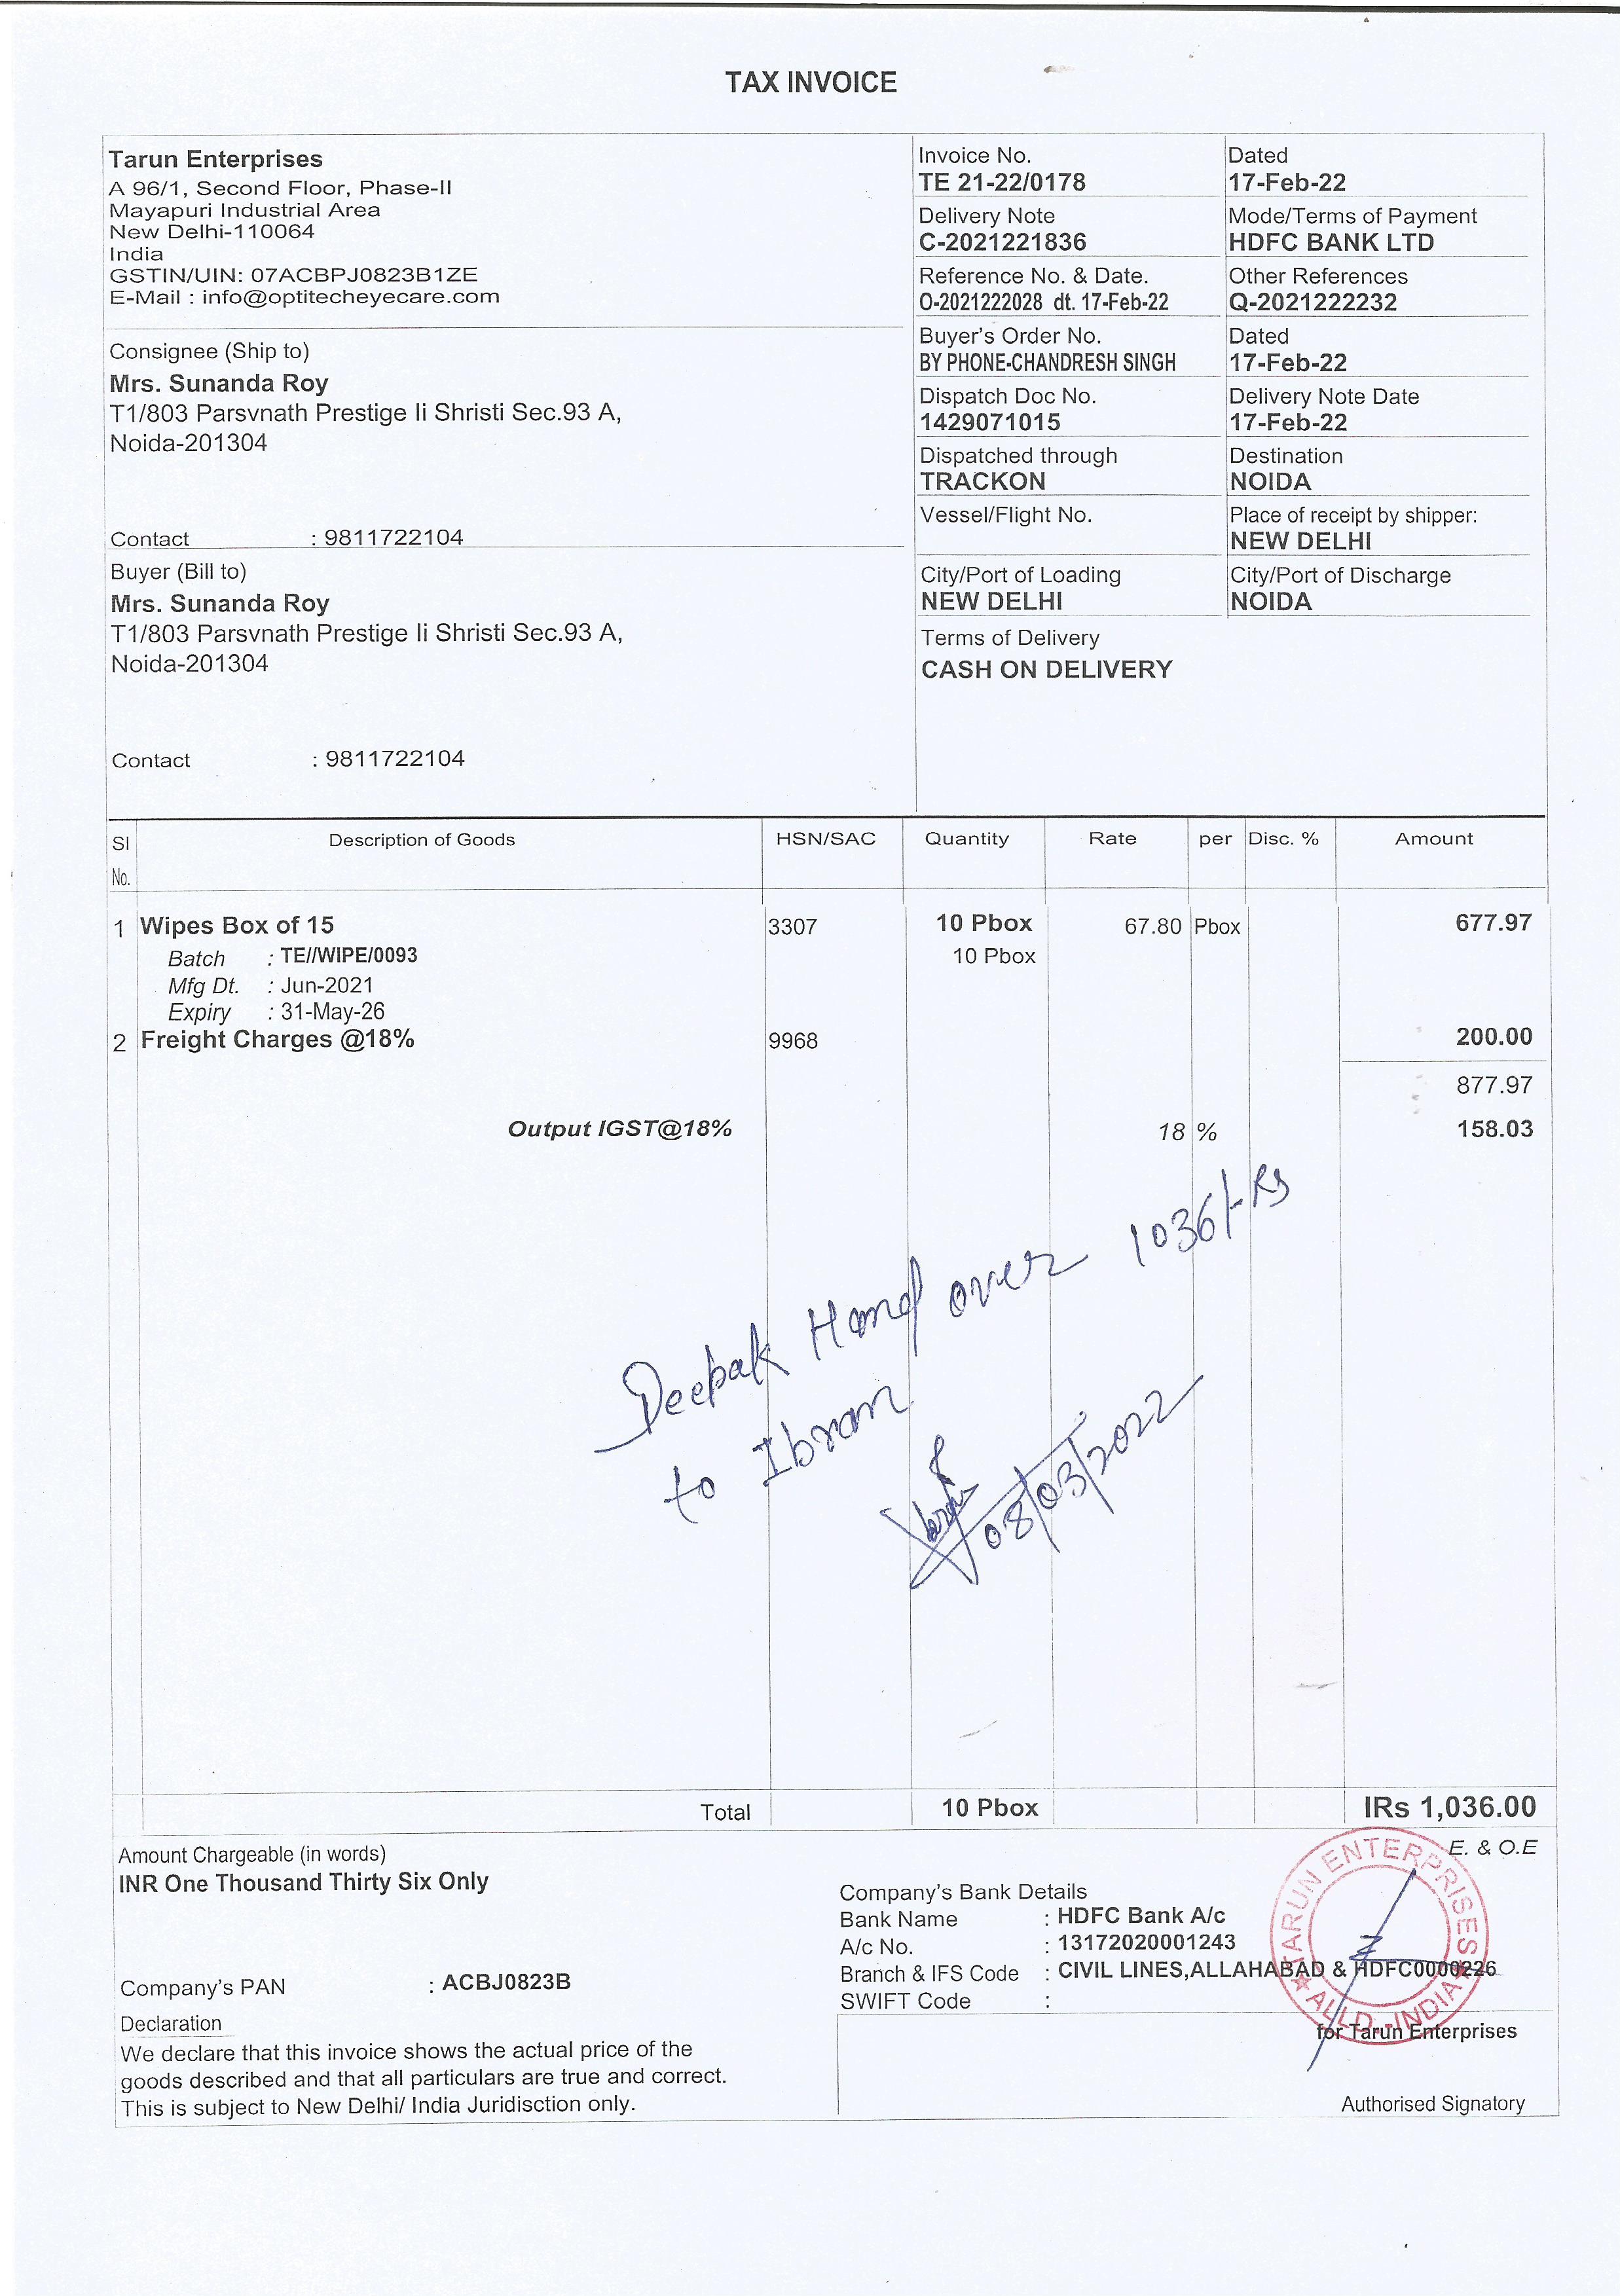 TAX INVOICE
Tarun Enterprises
A 96/1, Second Floor, Phase-II
Mayapuri Industrial Area
New Delhi-110064
India
GSTIN/UIN: 07ACBPJ0823B1ZE
E-Mail : info@optitecheyecare.com
Consignee (Ship to)
Mrs. Sunanda Roy
T1/803 Parsvnath Prestige Ii Shristi Sec.93 A,
Noida-201304
Contact : 9811722104
Buyer (Bill to)
Mrs. Sunanda Roy
T1/803 Parsvnath Prestige Ii Shristi Sec.93 A,
Noida-201304
Contact : 9811722104
Invoice No. Dated
TE 21-22/0178 17-Feb-22
Delivery Note Mode/Terms of Payment
C-2021221836 HDFC BANK LTD
Reference No. & Date. Other References
O-2021222028 dt. 17-Feb-22 Q-2021222232
Buyer's Order No. Dated
BY PHONE-CHANDRESH SINGH 17-Feb-22
Dispatch Doc No. Delivery Note Date
1429071015 17-Feb-22
Dispatched through Destination
TRACKON NOIDA
Vessel/Flight No. Place of receipt by shipper:
NEW DELHI
City/Port of Loading City/Port of Discharge
NEW DELHI NOIDA
Terms of Delivery
CASH ON DELIVERY
Sl No. Description of Goods HSN/SAC Quantity Rate per Disc. % Amount
1 Wipes Box of 15 3307 10 Pbox 67.80 Pbox 677.97
Batch : TE//WIPE/0093 10 Pbox
Mfg Dt. : Jun-2021
Expiry : 31-May-26
2 Freight Charges @18% 9968 200.00
877.97
Output IGST@18% 18 % 158.03
Deepak Hand over 1036/-Rs
to Ibran
08/03/2022
Total 10 Pbox IRs 1,036.00
E. & O.E
Amount Chargeable (in words)
INR One Thousand Thirty Six Only
Company's Bank Details
Bank Name : HDFC Bank A/c
A/c No. : 13172020001243
Branch & IFS Code : CIVIL LINES,ALLAHABAD & HDFC0000226
SWIFT Code :
Company's PAN : ACBJ0823B
Declaration
We declare that this invoice shows the actual price of the
goods described and that all particulars are true and correct.
This is subject to New Delhi/ India Juridisction only.
TARUN ENTERPRISES
ALLD.-INDIA
for Tarun Enterprises
Authorised Signatory